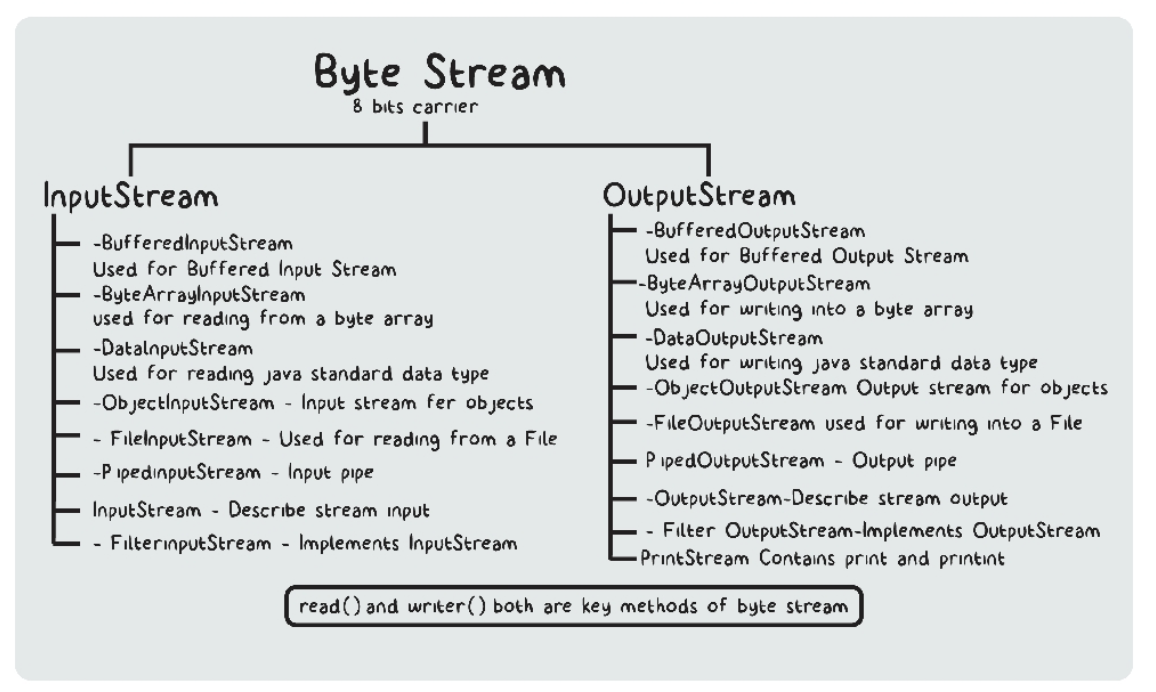 Byte Stream
8 bits carrier
InputStream
-BufferedInputStream
Used for Buffered Input Stream
-ByteArrayInputStream
used for reading from a byte array
-DataInputStream
Used for reading java standard data type
-ObjectInputStream - Input stream fer objects
- FileInputStream - Used for reading from a File
-PipedinputStream - Input pipe
InputStream - Describe stream input
- FilterinputStream - Implements InputStream
OutputStream
-BufferedOutputStream
Used for Buffered Output Stream
-ByteArrayOutputStream
Used for writing into a byte array
-DataOutputStream
Used for writing java standard data type
-ObjectOutputStream Output stream for objects
-FileOutputStream used for writing into a File
PipedOutputStream - Output pipe
-OutputStream-Describe stream output
- Filter OutputStream-Implements OutputStream
PrintStream Contains print and printint
read() and writer() both are key methods of byte stream